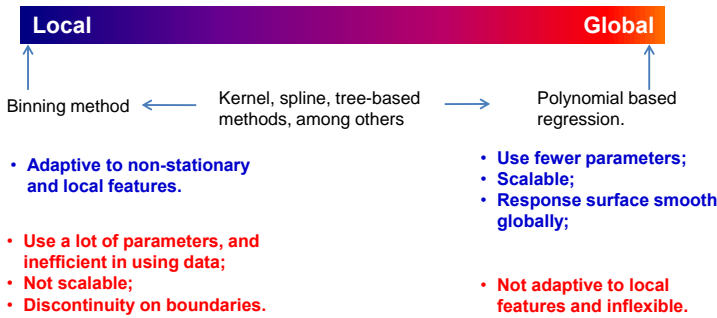 Local
Global
Binning method
Kernel, spline, tree-based
methods, among others
Polynomial based
regression.
• Adaptive to non-stationary
and local features.
• Use a lot of parameters, and
inefficient in using data;
• Not scalable;
• Discontinuity on boundaries.
• Use fewer parameters;
• Scalable;
• Response surface smooth
globally;
• Not adaptive to local
features and inflexible.